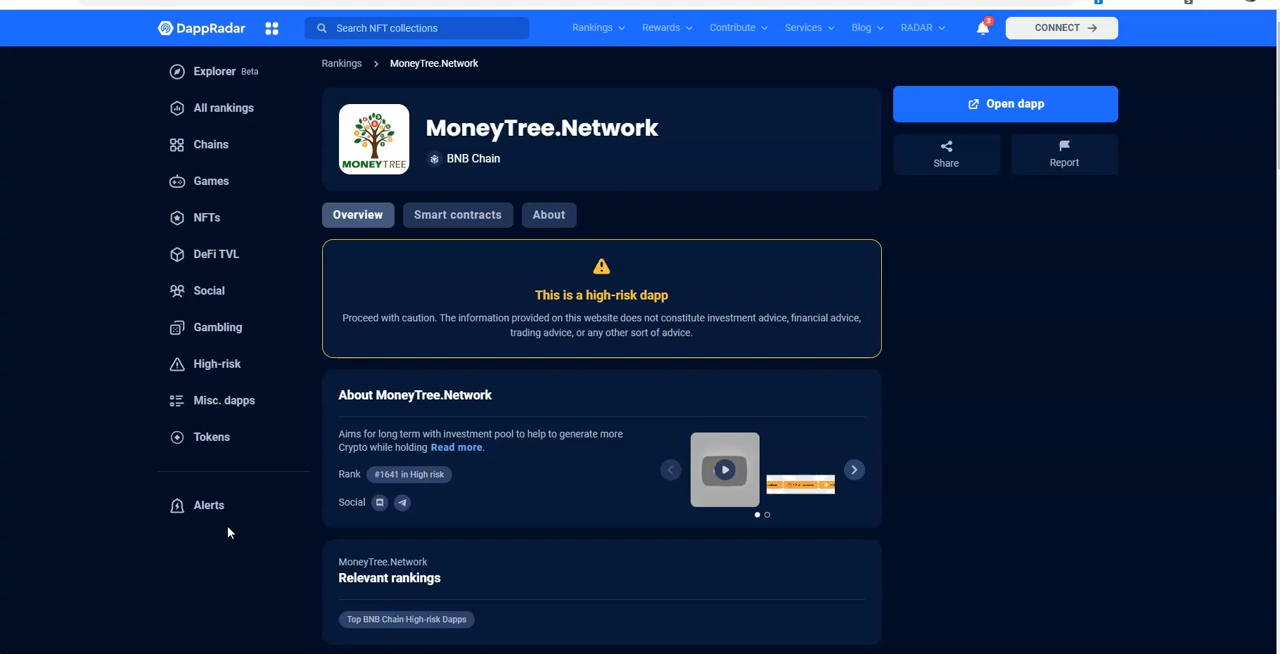 DappRadar
Search NFT collections
Rankings
Rewards
Contribute
Services
Blog
RADAR
3
CONNECT
Explorer Beta
All rankings
Chains
Games
NFTs
DeFi TVL
Social
Gambling
High-risk
Misc. dapps
Tokens
Alerts
Rankings
MoneyTree.Network
MONEYTREE
MoneyTree.Network
BNB Chain
Open dapp
Share
Report
Overview
Smart contracts
About
This is a high-risk dapp
Proceed with caution. The information provided on this website does not constitute investment advice, financial advice,
trading advice, or any other sort of advice.
About MoneyTree.Network
Aims for long term with investment pool to help to generate more
Crypto while holding Read more.
Rank #1641 in High risk
Social
MoneyTree.Network
Relevant rankings
Top BNB Chain High-risk Dapps